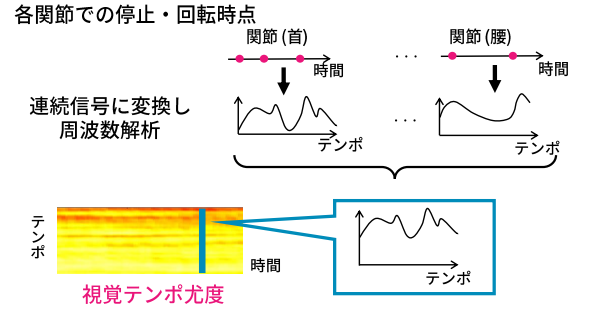 各関節での停止・回転時点
関節 (首)
関節 (腰)
時間
. . .
時間
連続信号に変換し
周波数解析
. . .
テンポ
テンポ
テンポ
時間
テンポ
視覚テンポ尤度